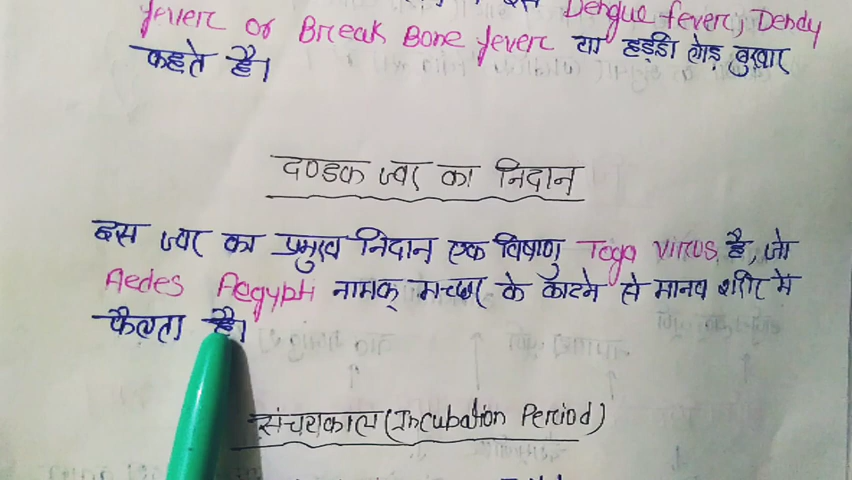 Dengue fever, Dendy
fever or Break Bone fever या हड्डी तोड़ बुखार
कहते है।
दण्डक ज्वर का निदान
इस ज्वर का प्रमुख निदान एक विषाणु Toga Virus है, जो
Aedes Aegypti नामक् मच्छर के काटने से मानव शरीर में
फैलता है।
संचयकाल (Incubation Period)